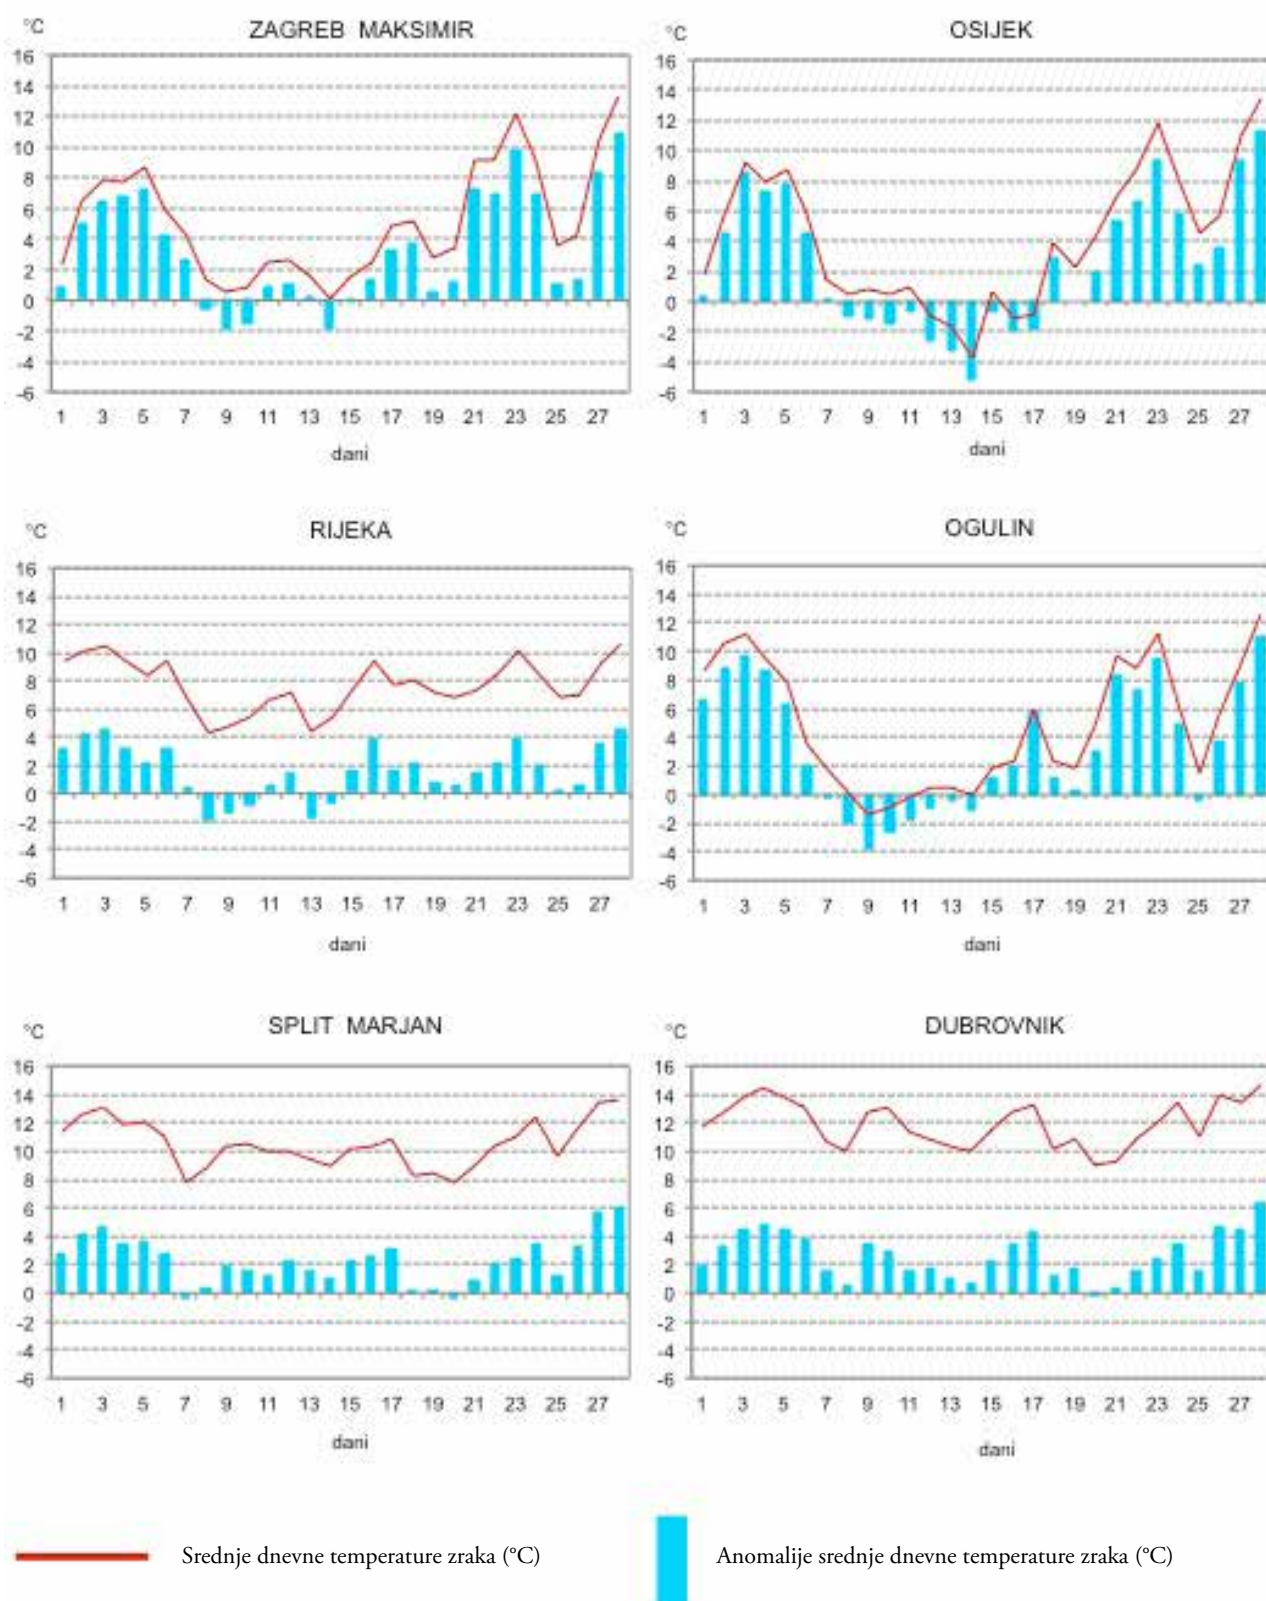 °C
ZAGREB MAKSIMIR
16
14
12
10
8
6
4
2
0
-2
-4
-6
1 3 5 7 9 11 13 15 17 19 21 23 25 27
dani
°C
OSIJEK
16
14
12
10
8
6
4
2
0
-2
-4
-6
1 3 5 7 9 11 13 15 17 19 21 23 25 27
dani
°C
RIJEKA
16
14
12
10
8
6
4
2
0
-2
-4
-6
1 3 5 7 9 11 13 15 17 19 21 23 25 27
dani
°C
OGULIN
16
14
12
10
8
6
4
2
0
-2
-4
-6
1 3 5 7 9 11 13 15 17 19 21 23 25 27
dani
°C
SPLIT MARJAN
16
14
12
10
8
6
4
2
0
-2
-4
-6
1 3 5 7 9 11 13 15 17 19 21 23 25 27
dani
°C
DUBROVNIK
16
14
12
10
8
6
4
2
0
-2
-4
-6
1 3 5 7 9 11 13 15 17 19 21 23 25 27
dani
Srednje dnevne temperature zraka (°C)
Anomalije srednje dnevne temperature zraka (°C)